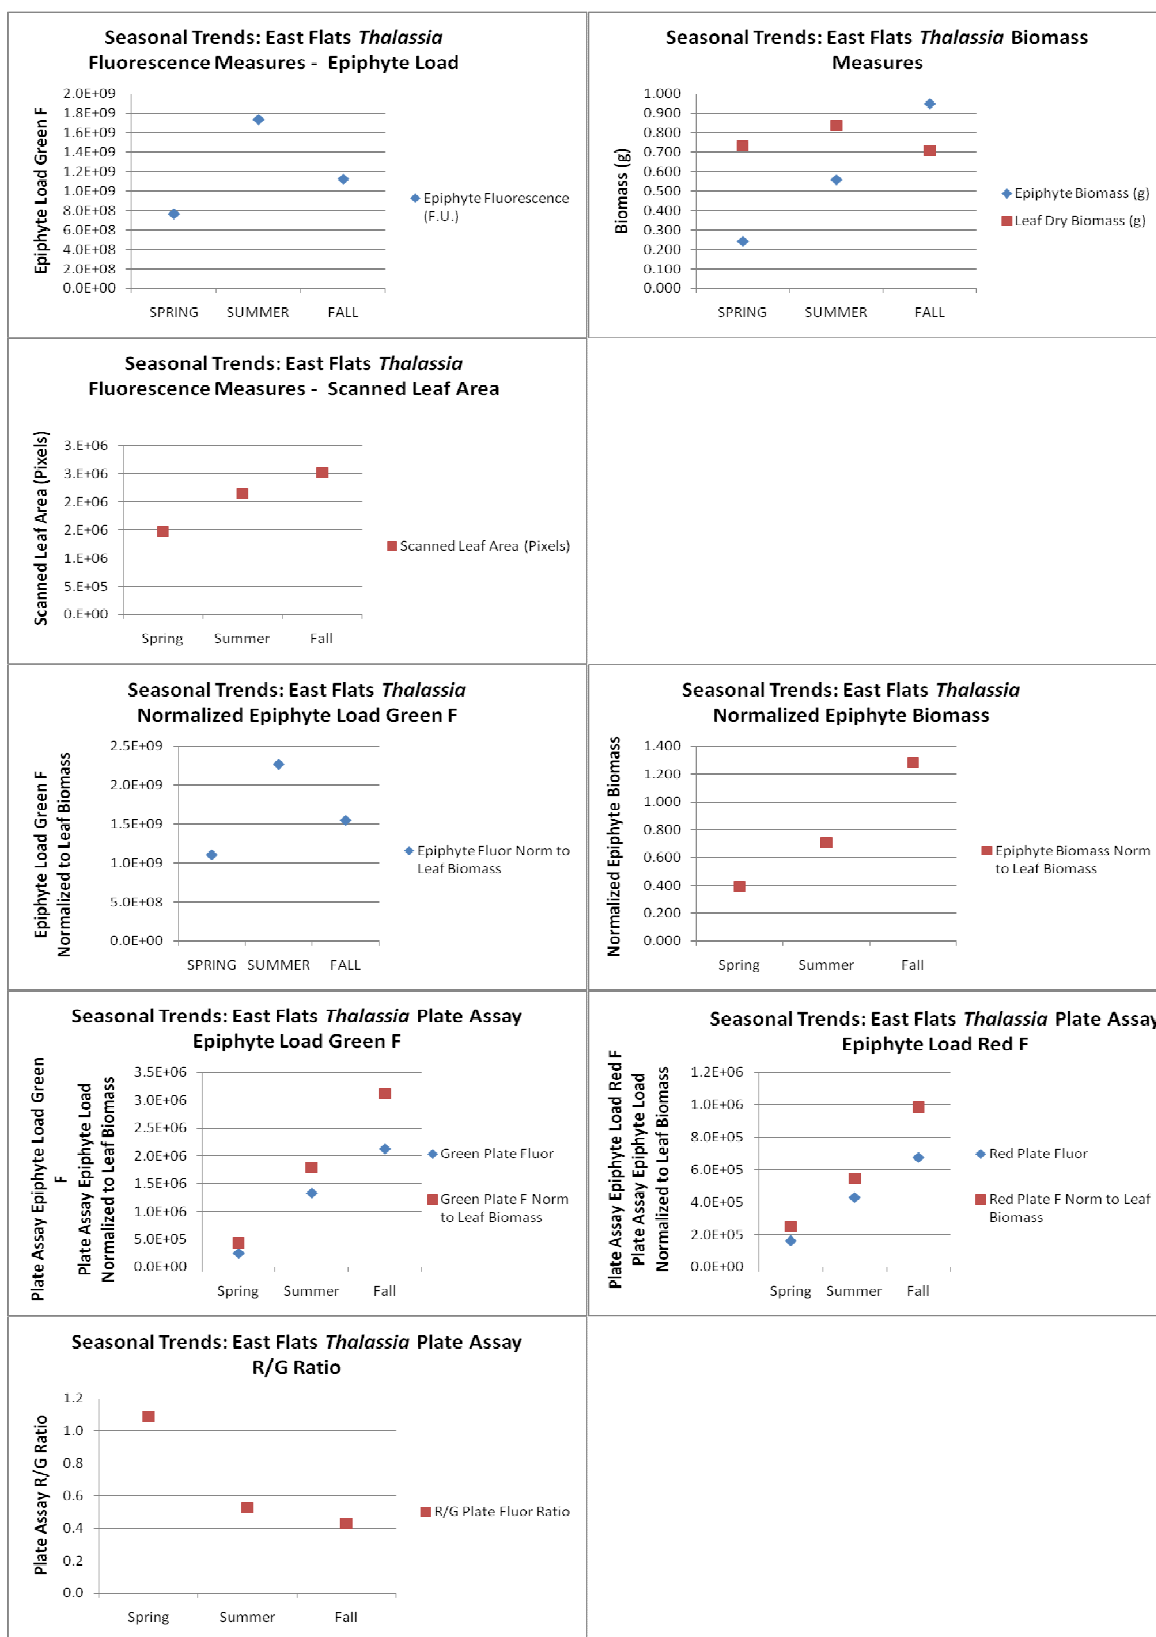 Seasonal Trends: East Flats Thalassia
Fluorescence Measures - Epiphyte Load
Epiphyte Load Green F
2.0E+09
1.8E+09
1.6E+09
1.4E+09
1.2E+09
1.0E+09
8.0E+08
6.0E+08
4.0E+08
2.0E+08
0.0E+00
SPRING SUMMER FALL
Epiphyte Fluorescence
(F.U.)
Seasonal Trends: East Flats Thalassia Biomass
Measures
Biomass (g)
1.000
0.900
0.800
0.700
0.600
0.500
0.400
0.300
0.200
0.100
0.000
SPRING SUMMER FALL
Epiphyte Biomass (g)
Leaf Dry Biomass (g)
Seasonal Trends: East Flats Thalassia
Fluorescence Measures - Scanned Leaf Area
Scanned Leaf Area (Pixels)
3.E+06
3.E+06
2.E+06
2.E+06
1.E+06
5.E+05
0.E+00
Spring Summer Fall
Scanned Leaf Area (Pixels)
Seasonal Trends: East Flats Thalassia
Normalized Epiphyte Load Green F
Epiphyte Load Green F
Normalized to Leaf Biomass
2.5E+09
2.0E+09
1.5E+09
1.0E+09
5.0E+08
0.0E+00
SPRING SUMMER FALL
Epiphyte Fluor Norm to
Leaf Biomass
Seasonal Trends: East Flats Thalassia
Normalized Epiphyte Biomass
Normalized Epiphyte Biomass
1.400
1.200
1.000
0.800
0.600
0.400
0.200
0.000
Spring Summer Fall
Epiphyte Biomass Norm
to Leaf Biomass
Seasonal Trends: East Flats Thalassia Plate Assay
Epiphyte Load Green F
Plate Assay Epiphyte Load Green
F
Plate Assay Epiphyte Load
Normalized to Leaf Biomass
3.5E+06
3.0E+06
2.5E+06
2.0E+06
1.5E+06
1.0E+06
5.0E+05
0.0E+00
Spring Summer Fall
Green Plate Fluor
Green Plate F Norm
to Leaf Biomass
Seasonal Trends: East Flats Thalassia Plate Assay
Epiphyte Load Red F
Plate Assay Epiphyte Load Red F
Plate Assay Epiphyte Load
Normalized to Leaf Biomass
1.2E+06
1.0E+06
8.0E+05
6.0E+05
4.0E+05
2.0E+05
0.0E+00
Spring Summer Fall
Red Plate Fluor
Red Plate F Norm to Leaf
Biomass
Seasonal Trends: East Flats Thalassia Plate Assay
R/G Ratio
Plate Assay R/G Ratio
1.2
1.0
0.8
0.6
0.4
0.2
0.0
Spring Summer Fall
R/G Plate Fluor Ratio